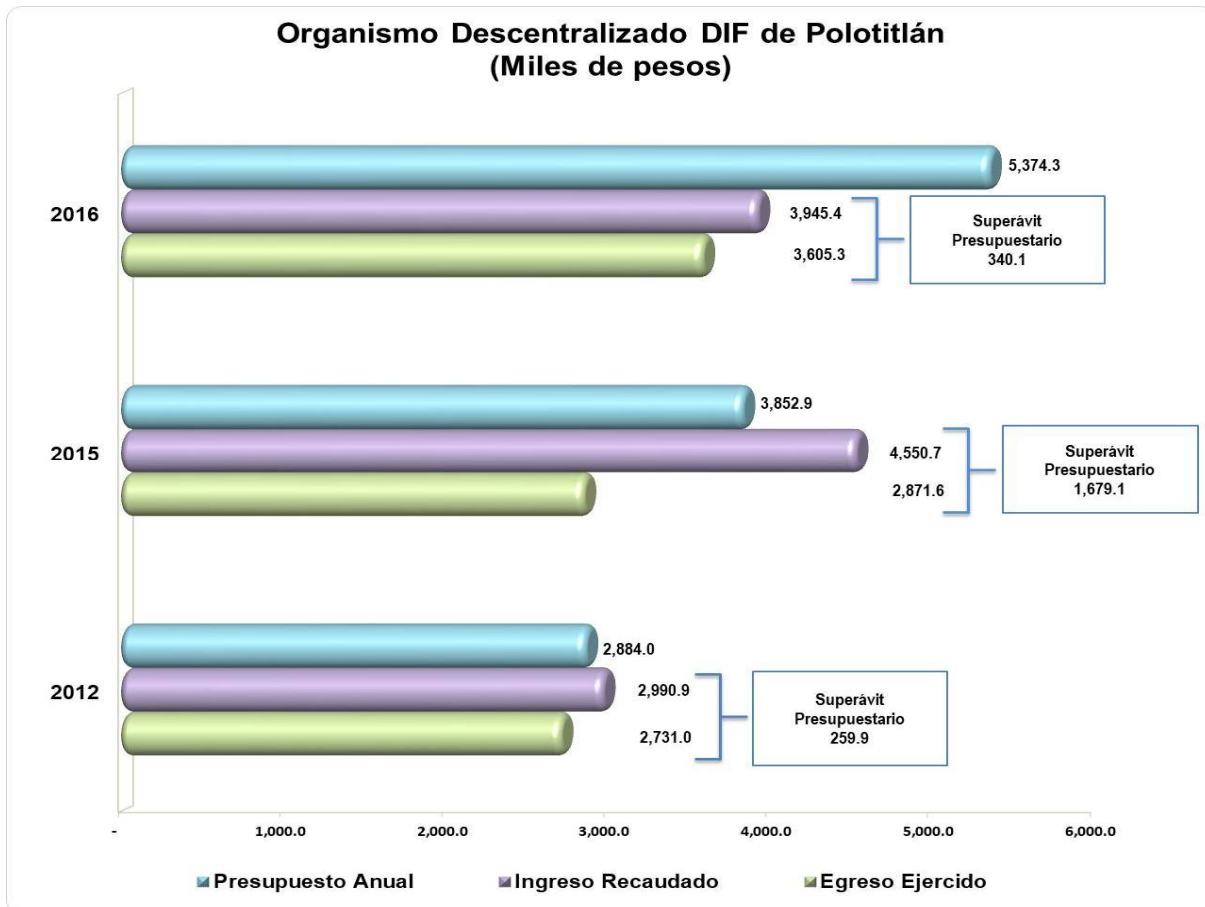 Organismo Descentralizado DIF de Polotitlán
(Miles de pesos)
5,374.3
2016
3,945.4
3,605.3
Superávit
Presupuestario
340.1
3,852.9
2015
4,550.7
2,871.6
Superávit
Presupuestario
1,679.1
2,884.0
2012
2,990.9
2,731.0
Superávit
Presupuestario
259.9
- 1,000.0 2,000.0 3,000.0 4,000.0 5,000.0 6,000.0
Presupuesto Anual Ingreso Recaudado Egreso Ejercido